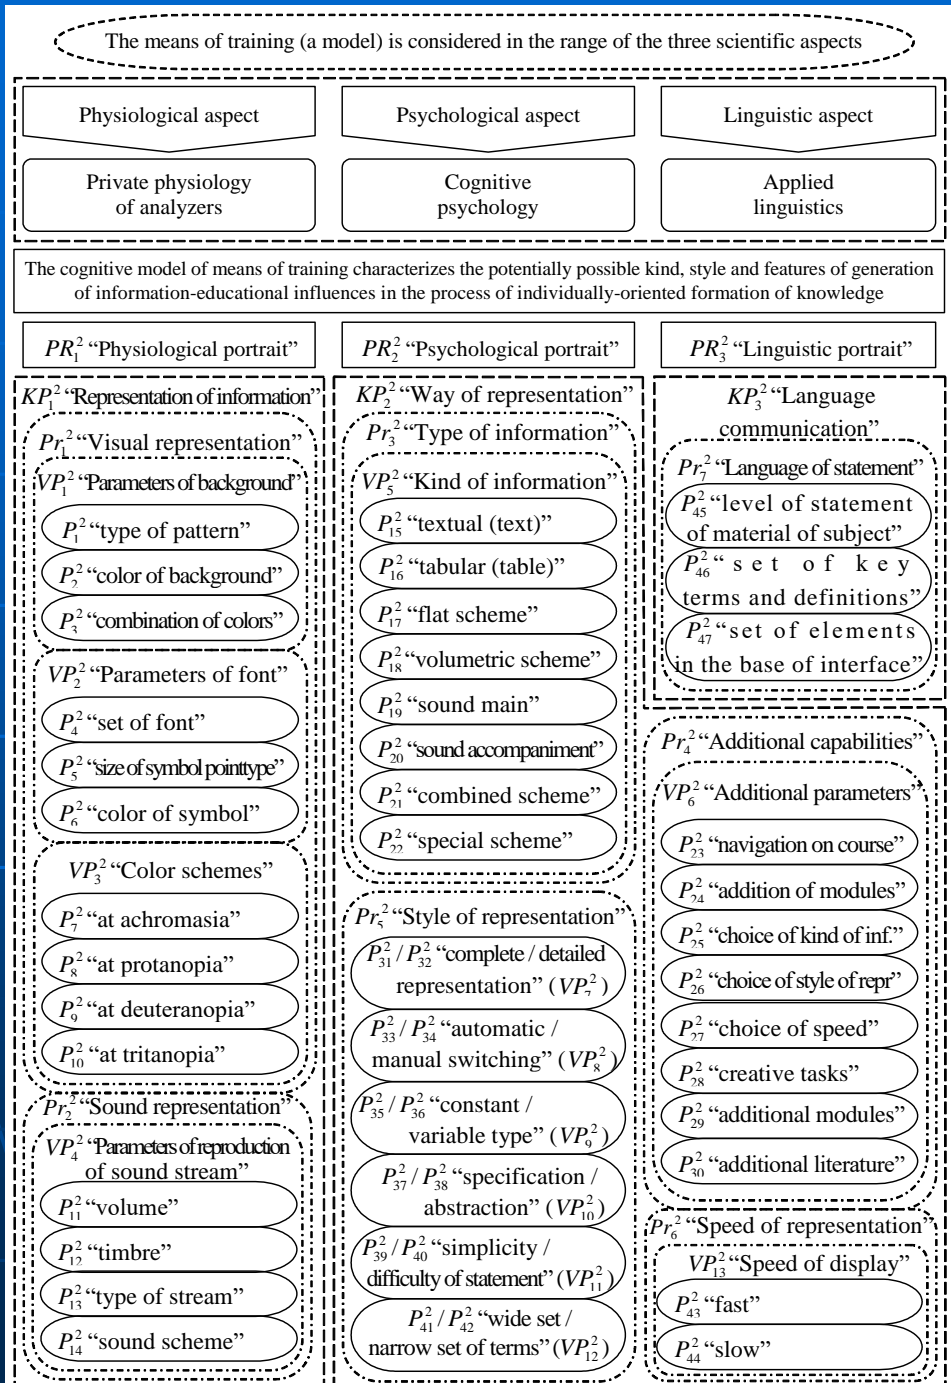 The means of training (a model) is considered in the range of the three scientific aspects
Physiological aspect
Psychological aspect
Linguistic aspect
Private physiology
of analyzers
Cognitive
psychology
Applied
linguistics
The cognitive model of means of training characterizes the potentially possible kind, style and features of generation
of information-educational influences in the process of individually-oriented formation of knowledge
PR₁² “Physiological portrait”
PR₂² “Psychological portrait”
PR₃² “Linguistic portrait”
KP₁² “Representation of information”
Pr₁² “Visual representation”
VP₁² “Parameters of background”
P₁² “type of pattern”
P₂² “color of background”
P₃² “combination of colors”
VP₂² “Parameters of font”
P₄² “set of font”
P₅² “size of symbol pointtype”
P₆² “color of symbol”
VP₃² “Color schemes”
P₇² “at achromasia”
P₈² “at protanopia”
P₉² “at deuteranopia”
P₁₀² “at tritanopia”
Pr₂² “Sound representation”
VP₄² “Parameters of reproduction
of sound stream”
P₁₁² “volume”
P₁₂² “timbre”
P₁₃² “type of stream”
P₁₄² “sound scheme”
KP₂² “Way of representation”
Pr₃² “Type of information”
VP₅² “Kind of information”
P₁₅² “textual (text)”
P₁₆² “tabular (table)”
P₁₇² “flat scheme”
P₁₈² “volumetric scheme”
P₁₉² “sound main”
P₂₀² “sound accompaniment”
P₂₁² “combined scheme”
P₂₂² “special scheme”
Pr₅² “Style of representation”
P₃₁² / P₃₂² “complete / detailed
representation” (VP₇²)
P₃₃² / P₃₄² “automatic /
manual switching” (VP₈²)
P₃₅² / P₃₆² “constant /
variable type” (VP₉²)
P₃₇² / P₃₈² “specification /
abstraction” (VP₁₀²)
P₃₉² / P₄₀² “simplicity /
difficulty of statement” (VP₁₁²)
P₄₁² / P₄₂² “wide set /
narrow set of terms” (VP₁₂²)
KP₃² “Language
communication”
Pr₇² “Language of statement”
P₄₅² “level of statement
of material of subject”
P₄₆² “set of key
terms and definitions”
P₄₇² “set of elements
in the base of interface”
Pr₄² “Additional capabilities”
VP₆² “Additional parameters”
P₂₃² “navigation on course”
P₂₄² “addition of modules”
P₂₅² “choice of kind of inf.”
P₂₆² “choice of style of repr”
P₂₇² “choice of speed”
P₂₈² “creative tasks”
P₂₉² “additional modules”
P₃₀² “additional literature”
Pr₆² “Speed of representation”
VP₁₃² “Speed of display”
P₄₃² “fast”
P₄₄² “slow”